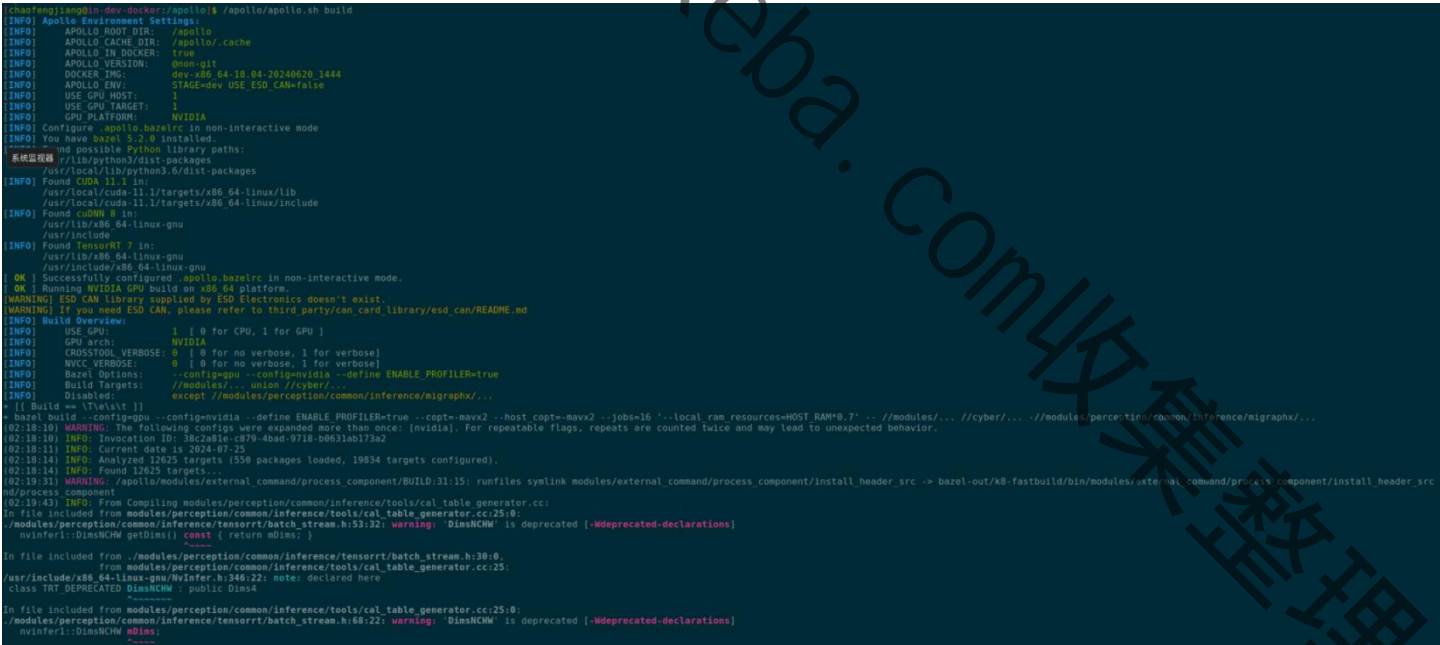 [chaofengjiang@in-dev-docker:/apollo]$ /apollo/apollo.sh build
[INFO] Apollo Environment Settings:
[INFO] APOLLO_ROOT_DIR: /apollo
[INFO] APOLLO_CACHE_DIR: /apollo/.cache
[INFO] APOLLO_IN_DOCKER: true
[INFO] APOLLO_VERSION: @non-git
[INFO] DOCKER_IMG: dev-x86_64-18.04-20240620_1444
[INFO] APOLLO_ENV: STAGE=dev USE_ESD_CAN=false
[INFO] USE_GPU_HOST: 1
[INFO] USE_GPU_TARGET: 1
[INFO] GPU_PLATFORM: NVIDIA
[INFO] Configure .apollo.bazelrc in non-interactive mode
[INFO] You have bazel 5.2.0 installed.
nd possible Python library paths:
系统监视器 r/lib/python3/dist-packages
/usr/local/lib/python3.6/dist-packages
[INFO] Found CUDA 11.1 in:
/usr/local/cuda-11.1/targets/x86_64-linux/lib
/usr/local/cuda-11.1/targets/x86_64-linux/include
[INFO] Found cuDNN 8 in:
/usr/lib/x86_64-linux-gnu
/usr/include
[INFO] Found TensorRT 7 in:
/usr/lib/x86_64-linux-gnu
/usr/include/x86_64-linux-gnu
[ OK ] Successfully configured .apollo.bazelrc in non-interactive mode.
[ OK ] Running NVIDIA GPU build on x86_64 platform.
[WARNING] ESD CAN library supplied by ESD Electronics doesn't exist.
[WARNING] If you need ESD CAN, please refer to third_party/can_card_library/esd_can/README.md
[INFO] Build Overview:
[INFO] USE_GPU: 1 [ 0 for CPU, 1 for GPU ]
[INFO] GPU arch: NVIDIA
[INFO] CROSSTOOL_VERBOSE: 0 [ 0 for no verbose, 1 for verbose]
[INFO] NVCC_VERBOSE: 0 [ 0 for no verbose, 1 for verbose]
[INFO] Bazel Options: --config=gpu --config=nvidia --define ENABLE_PROFILER=true
[INFO] Build Targets: //modules/... union //cyber/...
[INFO] Disabled: except //modules/perception/common/inference/migraphx/...
+ [[ Build == \T\e\s\t ]]
+ bazel build --config=gpu --config=nvidia --define ENABLE_PROFILER=true --copt=-mavx2 --host_copt=-mavx2 --jobs=16 '--local_ram_resources=HOST_RAM*0.7' -- //modules/... //cyber/... -//modules/perception/common/inference/migraphx/...
(02:18:10) WARNING: The following configs were expanded more than once: [nvidia]. For repeatable flags, repeats are counted twice and may lead to unexpected behavior.
(02:18:10) INFO: Invocation ID: 38c2a81e-c879-4bad-9718-b0631ab173a2
(02:18:11) INFO: Current date is 2024-07-25
(02:18:14) INFO: Analyzed 12625 targets (550 packages loaded, 19834 targets configured).
(02:18:14) INFO: Found 12625 targets...
(02:19:31) WARNING: /apollo/modules/external_command/process_component/BUILD:31:15: runfiles symlink modules/external_command/process_component/install_header_src -> bazel-out/k8-fastbuild/bin/modules/external_command/process_component/install_header_src
nd/process_component
(02:19:43) INFO: From Compiling modules/perception/common/inference/tools/cal_table_generator.cc:
In file included from modules/perception/common/inference/tools/cal_table_generator.cc:25:0:
./modules/perception/common/inference/tensorrt/batch_stream.h:53:32: warning: 'DimsNCHW' is deprecated [-Wdeprecated-declarations]
nvinfer1::DimsNCHW getDims() const { return mDims; }
^~~~~
In file included from ./modules/perception/common/inference/tensorrt/batch_stream.h:30:0,
from modules/perception/common/inference/tools/cal_table_generator.cc:25:
/usr/include/x86_64-linux-gnu/NvInfer.h:346:22: note: declared here
class TRT_DEPRECATED DimsNCHW : public Dims4
^~~~~~~~
In file included from modules/perception/common/inference/tools/cal_table_generator.cc:25:0:
./modules/perception/common/inference/tensorrt/batch_stream.h:68:22: warning: 'DimsNCHW' is deprecated [-Wdeprecated-declarations]
nvinfer1::DimsNCHW mDims;
^~~~~
eba.com收集整理